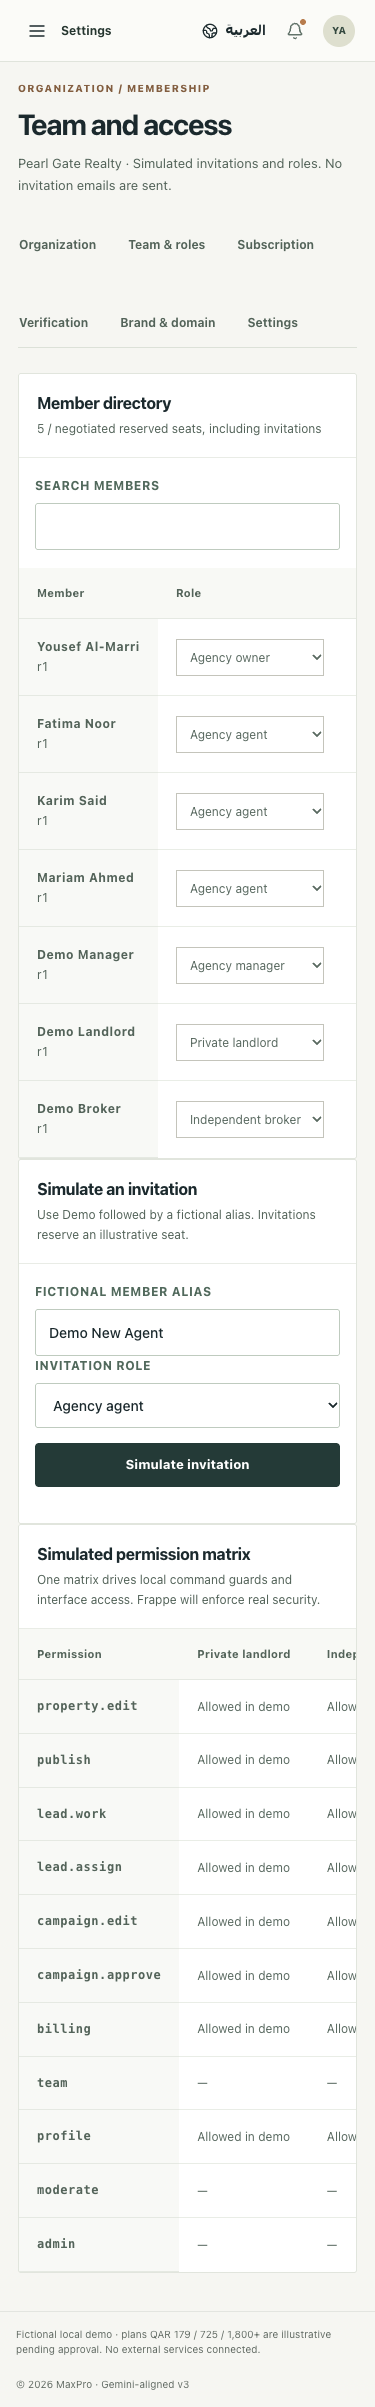 Settings
العربية
YA
ORGANIZATION / MEMBERSHIP
Team and access
Pearl Gate Realty · Simulated invitations and roles. No
invitation emails are sent.
Organization Team & roles Subscription
Verification Brand & domain Settings
Member directory
5 / negotiated reserved seats, including invitations
SEARCH MEMBERS
Member Role
Yousef Al-Marri
r1
Agency owner
Fatima Noor
r1
Agency agent
Karim Said
r1
Agency agent
Mariam Ahmed
r1
Agency agent
Demo Manager
r1
Agency manager
Demo Landlord
r1
Private landlord
Demo Broker
r1
Independent broker
Simulate an invitation
Use Demo followed by a fictional alias. Invitations
reserve an illustrative seat.
FICTIONAL MEMBER ALIAS
Demo New Agent
INVITATION ROLE
Agency agent
Simulate invitation
Simulated permission matrix
One matrix drives local command guards and
interface access. Frappe will enforce real security.
Permission Private landlord Indep
property.edit Allowed in demo Allow
publish Allowed in demo Allow
lead.work Allowed in demo Allow
lead.assign Allowed in demo Allow
campaign.edit Allowed in demo Allow
campaign.approve Allowed in demo Allow
billing Allowed in demo Allow
team — —
profile Allowed in demo Allow
moderate — —
admin — —
Fictional local demo · plans QAR 179 / 725 / 1,800+ are illustrative
pending approval. No external services connected.
© 2026 MaxPro · Gemini-aligned v3